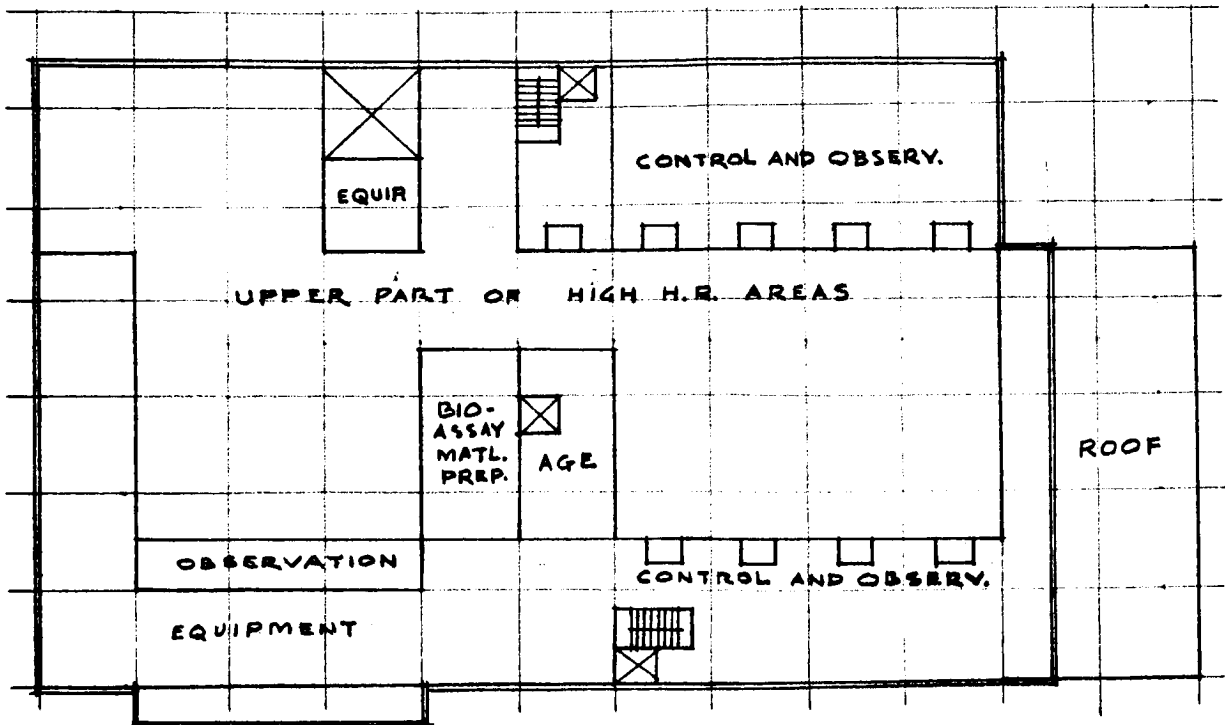 CONTROL AND OBSERV.
EQUIP
UPPER PART OF HIGH H.R. AREAS
BIO-
ASSAY
MATL.
PREP.
AGE
ROOF
OBSERVATION
CONTROL AND OBSERV.
EQUIPMENT